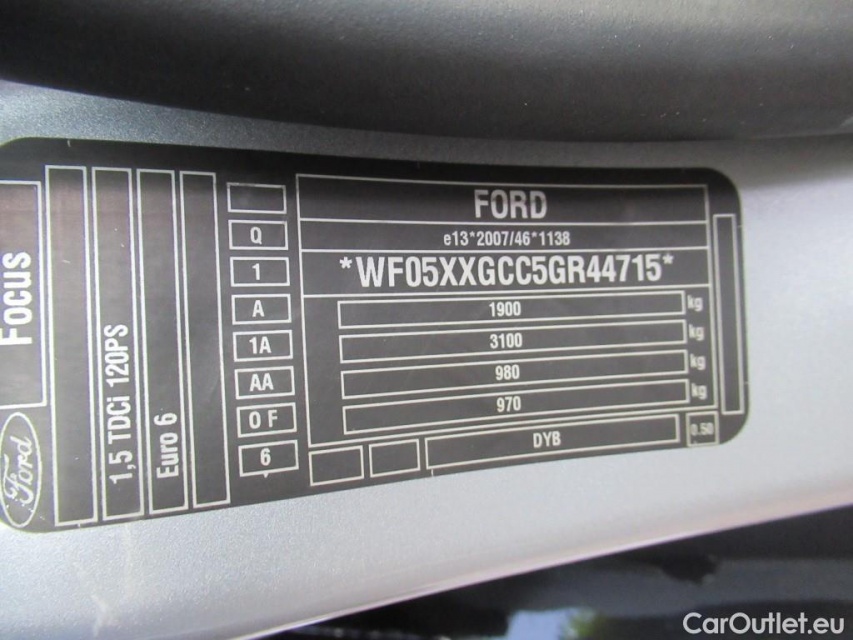 FORD
e13*2007/46*1138
*WF05XXGCC5GR44715*
1900 kg
3100 kg
980 kg
970 kg
DYB
0.50
Q
1
A
1A
AA
0 F
6
Focus
1,5 TDCi 120PS
Euro 6
Ford
CarOutlet.eu